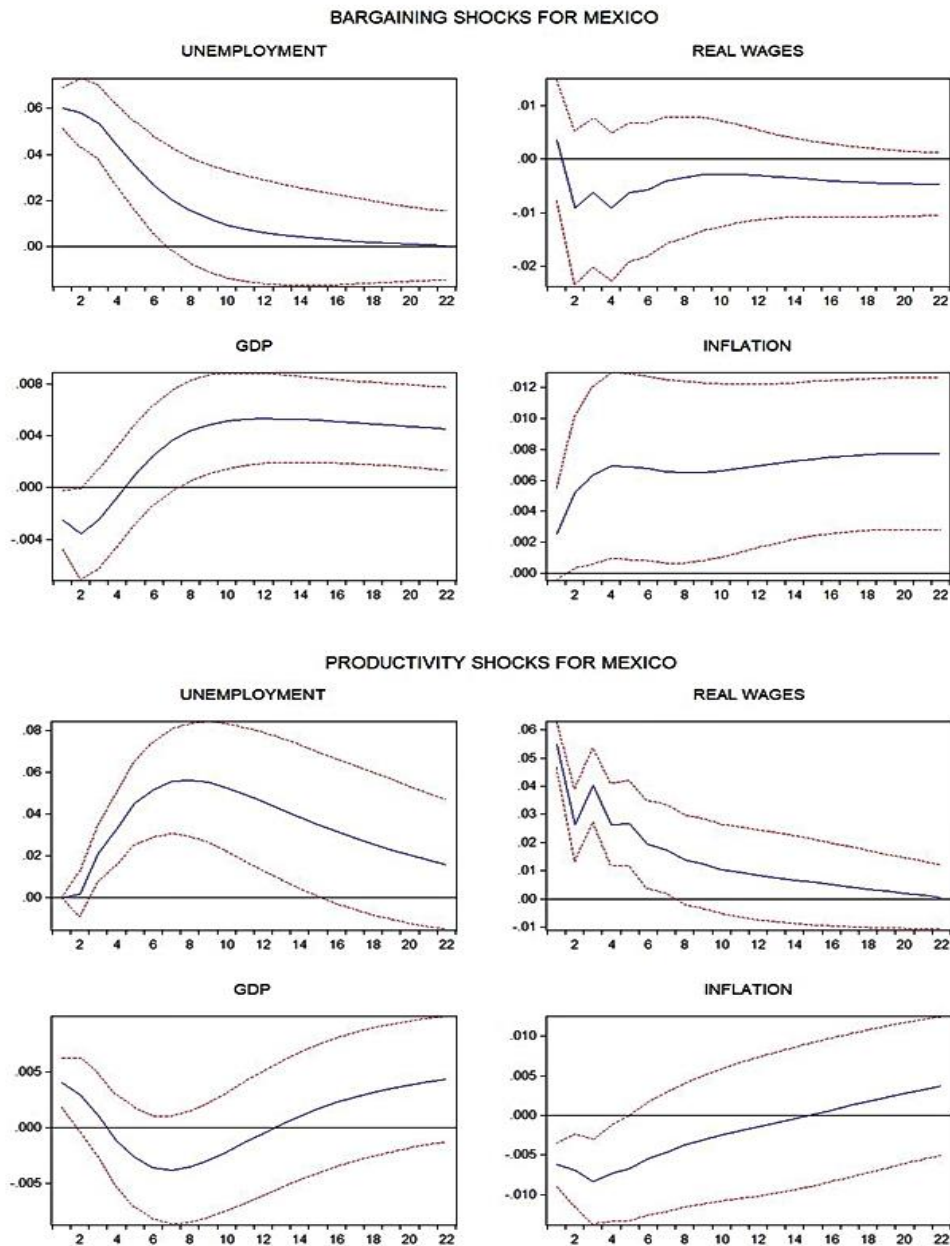 BARGAINING SHOCKS FOR MEXICO
UNEMPLOYMENT
.06
.04
.02
.00
2 4 6 8 10 12 14 16 18 20 22
REAL WAGES
.01
.00
-.01
-.02
2 4 6 8 10 12 14 16 18 20 22
GDP
.008
.004
.000
-.004
2 4 6 8 10 12 14 16 18 20 22
INFLATION
.012
.010
.008
.006
.004
.002
.000
2 4 6 8 10 12 14 16 18 20 22
PRODUCTIVITY SHOCKS FOR MEXICO
UNEMPLOYMENT
.08
.06
.04
.02
.00
2 4 6 8 10 12 14 16 18 20 22
REAL WAGES
.06
.05
.04
.03
.02
.01
.00
-.01
2 4 6 8 10 12 14 16 18 20 22
GDP
.005
.000
-.005
2 4 6 8 10 12 14 16 18 20 22
INFLATION
.010
.005
.000
-.005
-.010
2 4 6 8 10 12 14 16 18 20 22